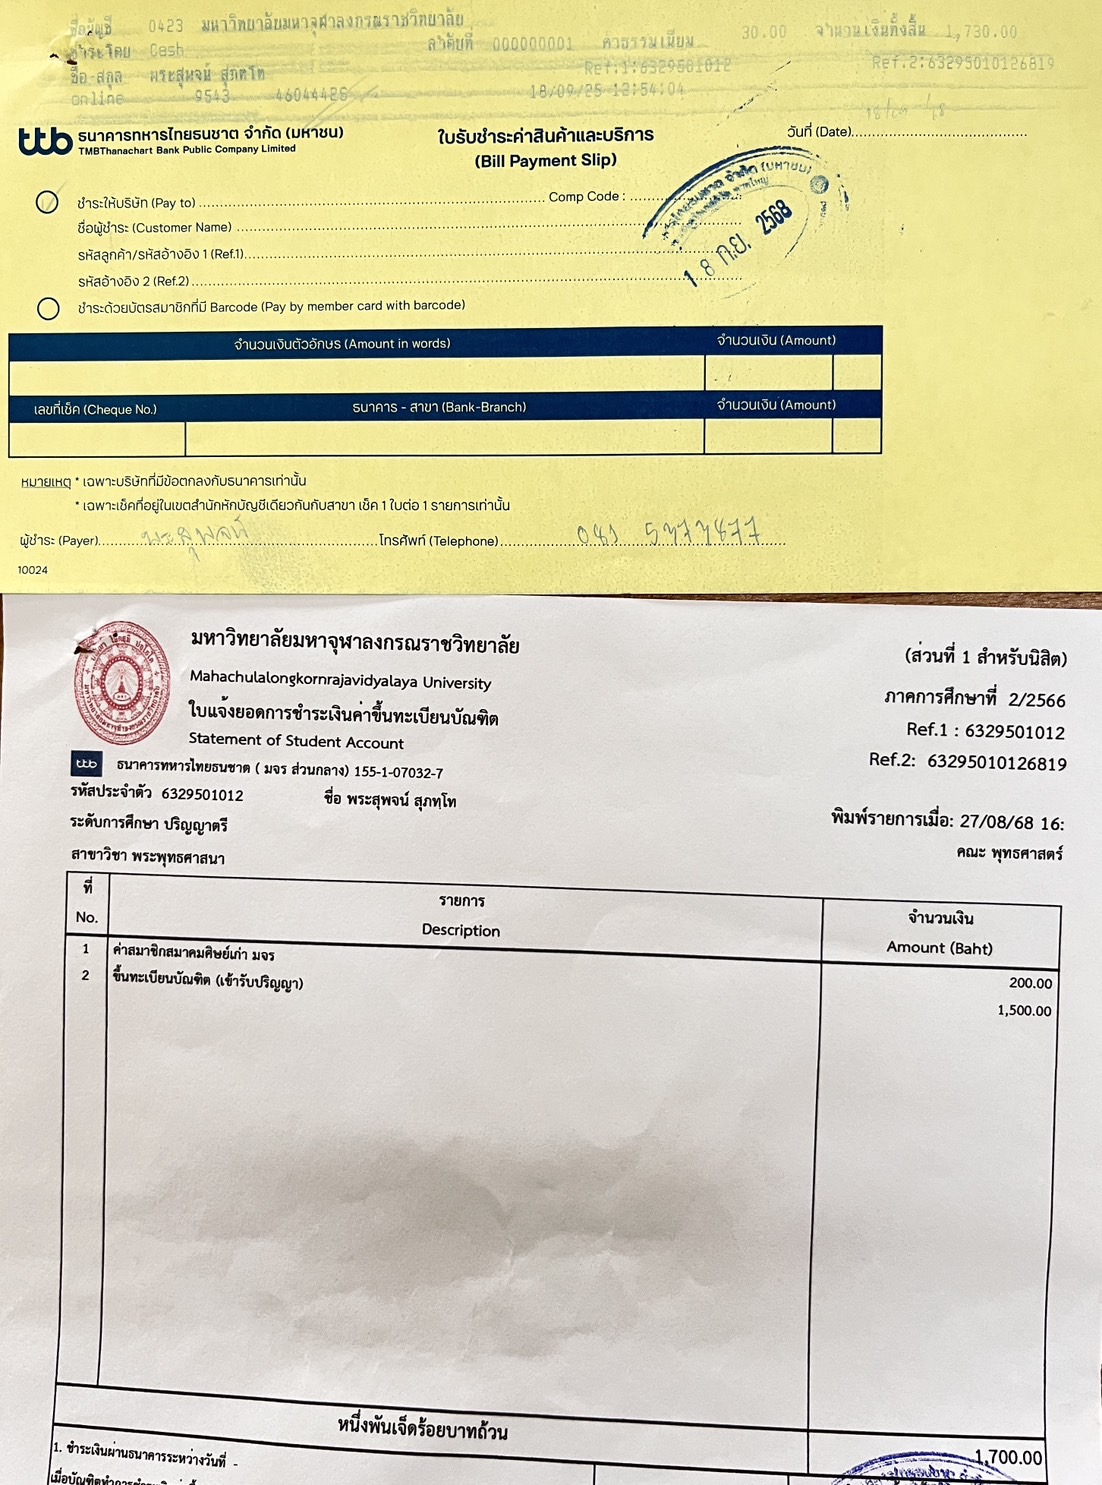 ชื่อบัญชี 0423 มหาวิทยาลัยมหาจุฬาลงกรณราชวิทยาลัย
ชำระโดย Cash ลำดับที่ 000000001 ค่าธรรมเนียม 30.00 จำนวนเงินทั้งสิ้น 1,730.00
ชื่อ-สกุล พระสุพจน์ สุภทฺโท Ref.1:6329501012 Ref.2:63295010126819
online 9543 18/09/25 12:54:04
ttb ธนาคารทหารไทยธนชาต จำกัด (มหาชน)
TMBThanachart Bank Public Company Limited
ใบรับชำระค่าสินค้าและบริการ
(Bill Payment Slip)
วันที่ (Date)
ชำระให้บริษัท (Pay to) Comp Code :
ชื่อผู้ชำระ (Customer Name)
รหัสลูกค้า/รหัสอ้างอิง 1 (Ref.1)
รหัสอ้างอิง 2 (Ref.2)
18 ก.ย. 2568
ชำระด้วยบัตรสมาชิกที่มี Barcode (Pay by member card with barcode)
จำนวนเงินตัวอักษร (Amount in words) จำนวนเงิน (Amount)
เลขที่เช็ค (Cheque No.) ธนาคาร - สาขา (Bank-Branch) จำนวนเงิน (Amount)
หมายเหตุ * เฉพาะบริษัทที่มีข้อตกลงกับธนาคารเท่านั้น
* เฉพาะเช็คที่อยู่ในเขตสำนักหักบัญชีเดียวกันกับสาขา เช็ค 1 ใบต่อ 1 รายการเท่านั้น
ผู้ชำระ (Payer) พระสุพจน์ โทรศัพท์ (Telephone)
10024
มหาวิทยาลัยมหาจุฬาลงกรณราชวิทยาลัย
Mahachulalongkornrajavidyalaya University
ใบแจ้งยอดการชำระเงินค่าขึ้นทะเบียนบัณฑิต
Statement of Student Account
(ส่วนที่ 1 สำหรับนิสิต)
ภาคการศึกษาที่ 2/2566
Ref.1 : 6329501012
Ref.2: 63295010126819
ttb ธนาคารทหารไทยธนชาต ( มจร ส่วนกลาง) 155-1-07032-7
รหัสประจำตัว 6329501012 ชื่อ พระสุพจน์ สุภทฺโท
ระดับการศึกษา ปริญญาตรี พิมพ์รายการเมื่อ: 27/08/68 16:
สาขาวิชา พระพุทธศาสนา คณะ พุทธศาสตร์
ที่ รายการ จำนวนเงิน
No. Description Amount (Baht)
1 ค่าสมาชิกสมาคมศิษย์เก่า มจร 200.00
2 ขึ้นทะเบียนบัณฑิต (เข้ารับปริญญา) 1,500.00
หนึ่งพันเจ็ดร้อยบาทถ้วน 1,700.00
1. ชำระเงินผ่านธนาคารระหว่างวันที่ -